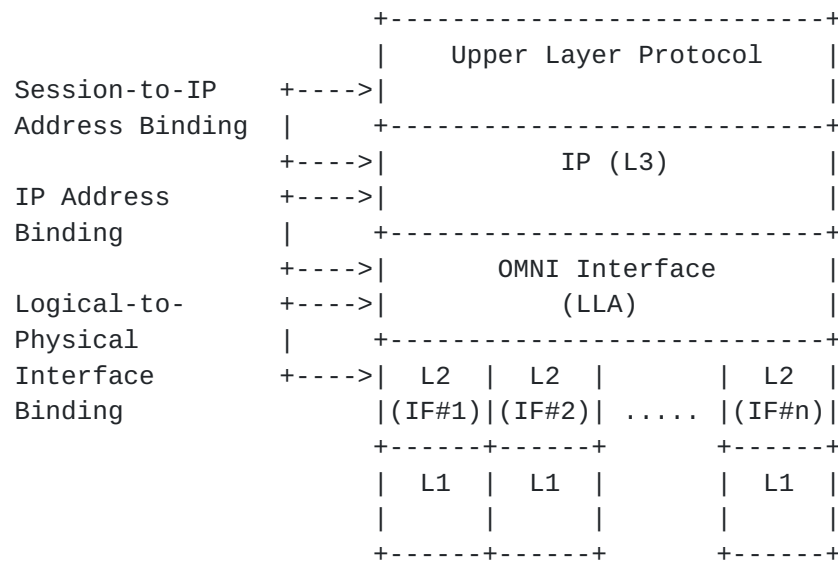 +----------------------------+
                     |    Upper Layer Protocol    |
Session-to-IP   +---->|                            |
Address Binding  |    +----------------------------+
                +---->|           IP (L3)          |
IP Address      +---->|                            |
Binding          |    +----------------------------+
                +---->|       OMNI Interface       |
Logical-to-     +---->|           (LLA)            |
Physical         |    +----------------------------+
Interface       +---->|  L2  |  L2  |       |  L2  |
Binding               |(IF#1)|(IF#2)| ..... |(IF#n)|
                      +------+------+       +------+
                      |  L1  |  L1  |       |  L1  |
                      |      |      |       |      |
                      +------+------+       +------+